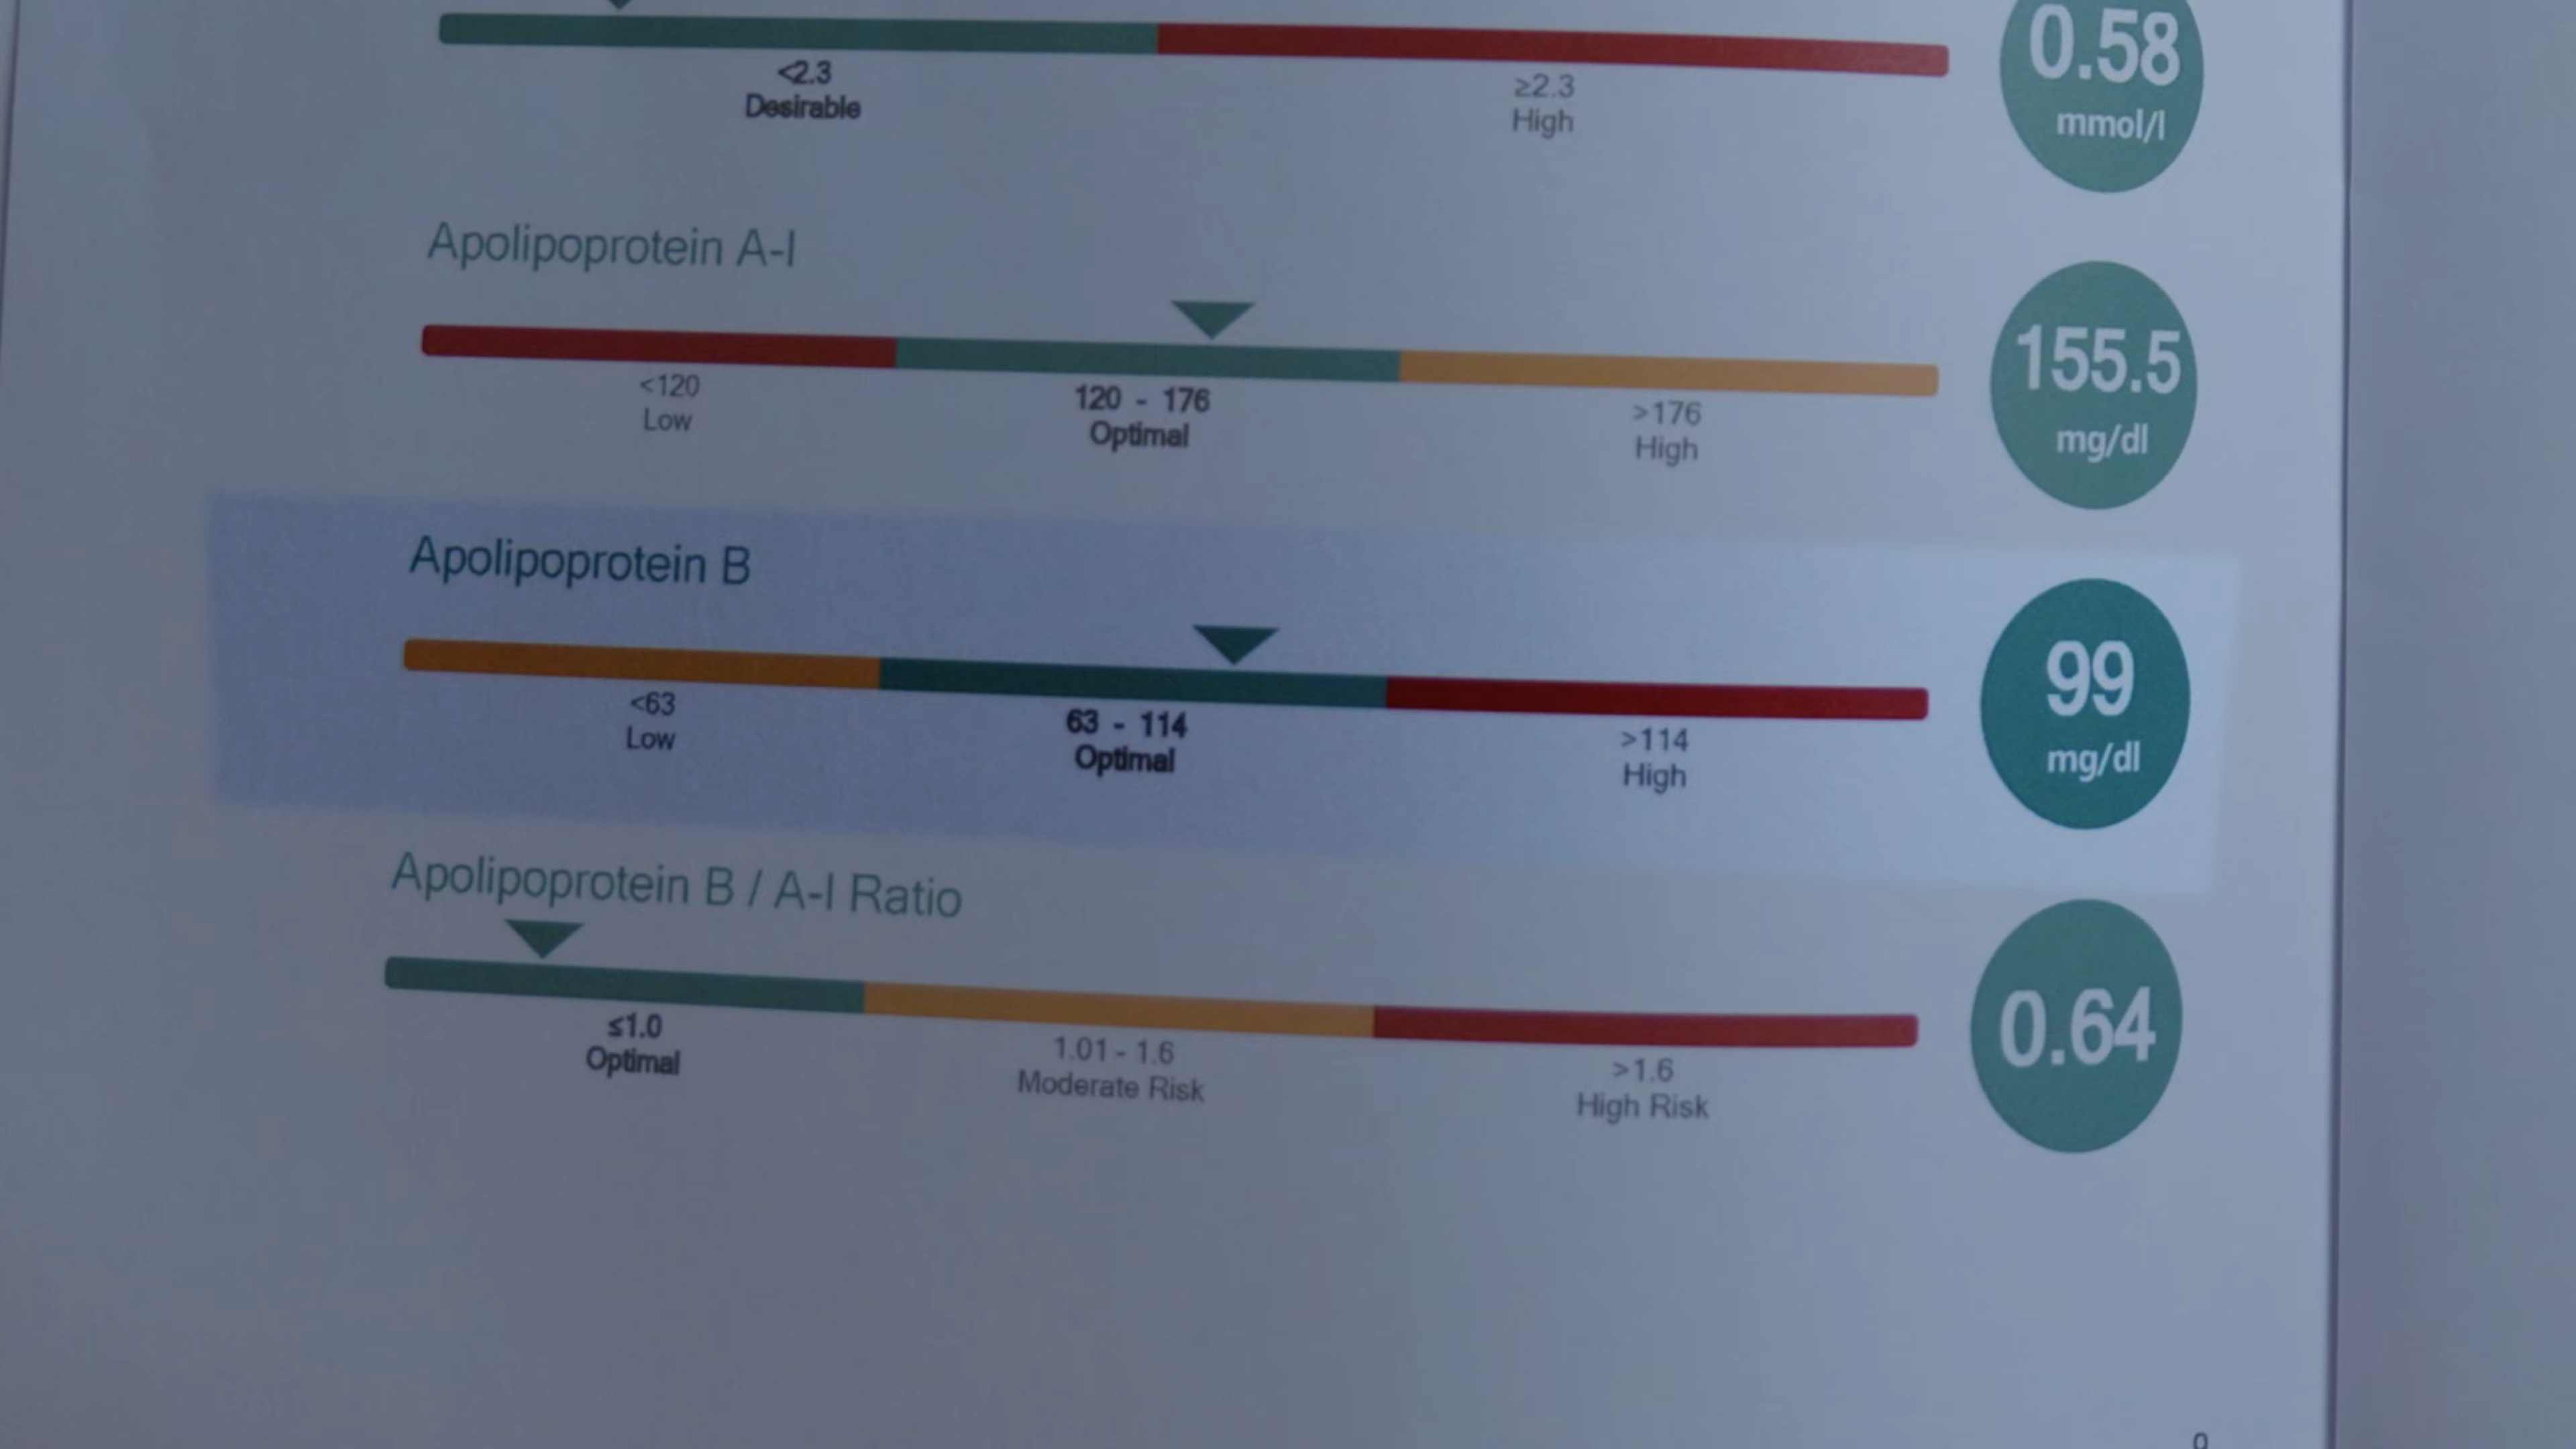 0.58
mmol/l
<2.3
Desirable
≥2.3
High
Apolipoprotein A-I
155.5
mg/dl
<120
Low
120 - 176
Optimal
>176
High
Apolipoprotein B
99
mg/dl
<63
Low
63 - 114
Optimal
>114
High
Apolipoprotein B / A-I Ratio
0.64
≤1.0
Optimal
1.01 - 1.6
Moderate Risk
>1.6
High Risk